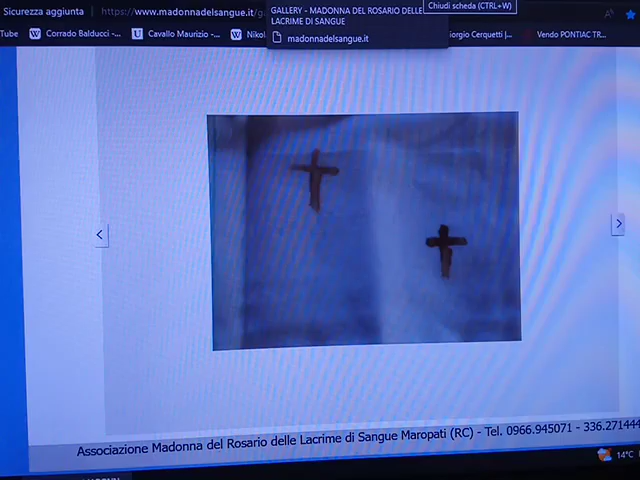 Sicurezza aggiunta
https://www.madonnadelsangue.it/g
GALLERY - MADONNA DEL ROSARIO DELLE
LACRIME DI SANGUE
madonnadelsangue.it
Chiudi scheda (CTRL+W)
Tube
Corrado Balducci -...
Cavallo Maurizio -...
Nikol
iorgio Cerquetti |...
Vendo PONTIAC TR...
Associazione Madonna del Rosario delle Lacrime di Sangue Maropati (RC) - Tel. 0966.945071 - 336.271444
14°C